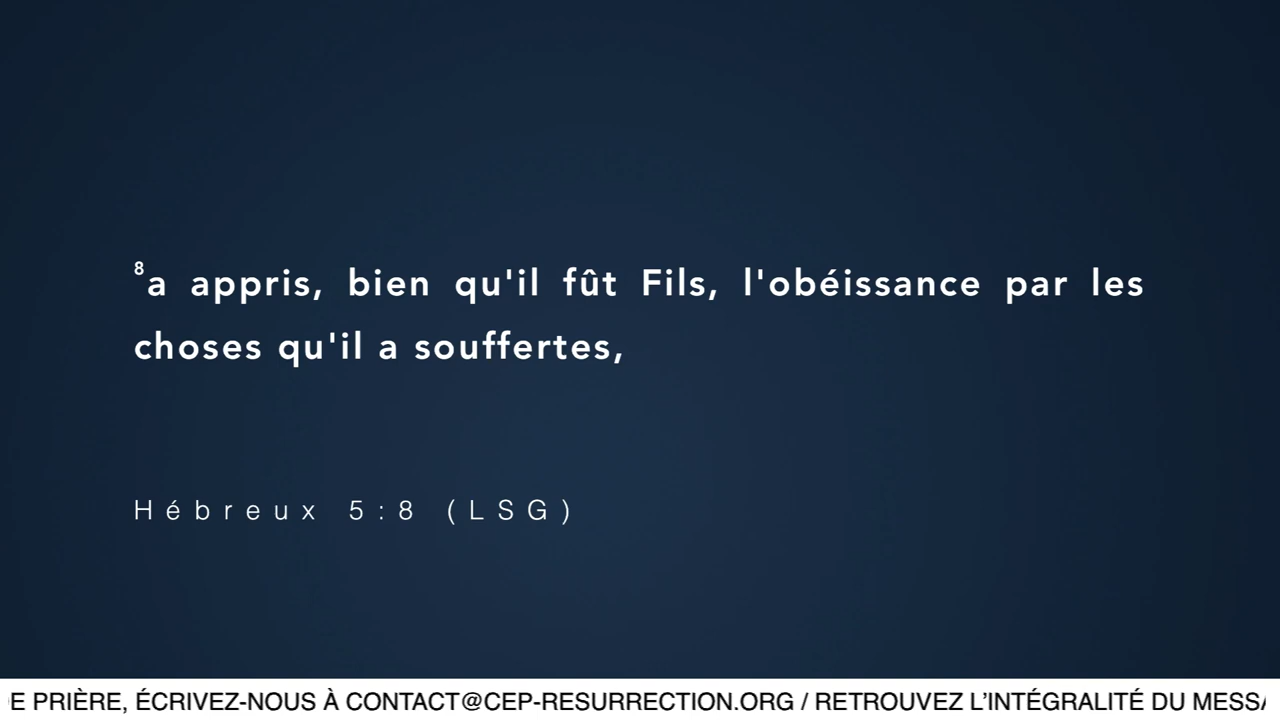 ⁸a appris, bien qu'il fût Fils, l'obéissance par les
choses qu'il a souffertes,
Hébreux 5:8 (LSG)
E PRIÈRE, ÉCRIVEZ-NOUS À CONTACT@CEP-RESURRECTION.ORG / RETROUVEZ L’INTÉGRALITÉ DU MESSA